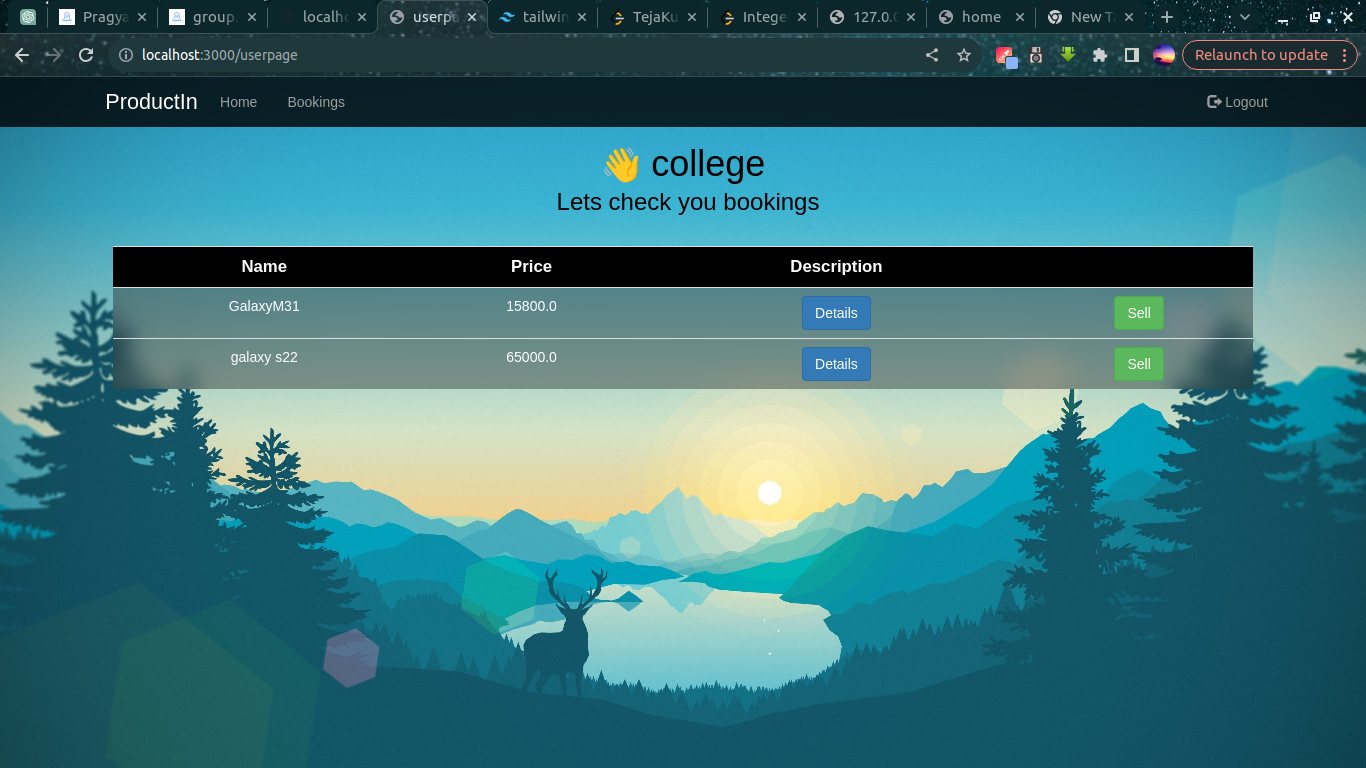 Pragya
group.
localho
userpa
tailwin
TejaKu
Intege
127.0.0
home
New Ta
localhost:3000/userpage
Relaunch to update
ProductIn Home Bookings Logout
👋 college
Lets check you bookings
Name Price Description
GalaxyM31 15800.0 Details Sell
galaxy s22 65000.0 Details Sell